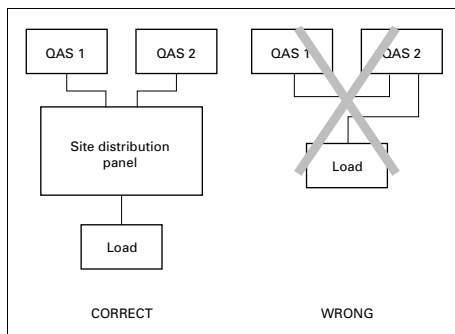 QAS 1
QAS 2
Site distribution
panel
Load
CORRECT
QAS 1
QAS 2
Load
WRONG